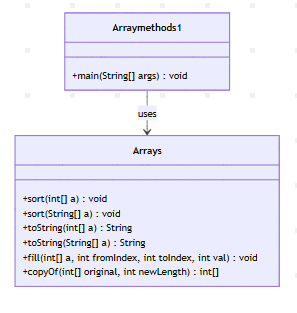 Arraymethods1
+main(String[] args) : void
uses
Arrays
+sort(int[] a) : void
+sort(String[] a) : void
+toString(int[] a) : String
+toString(String[] a) : String
+fill(int[] a, int fromIndex, int toIndex, int val) : void
+copyOf(int[] original, int newLength) : int[]